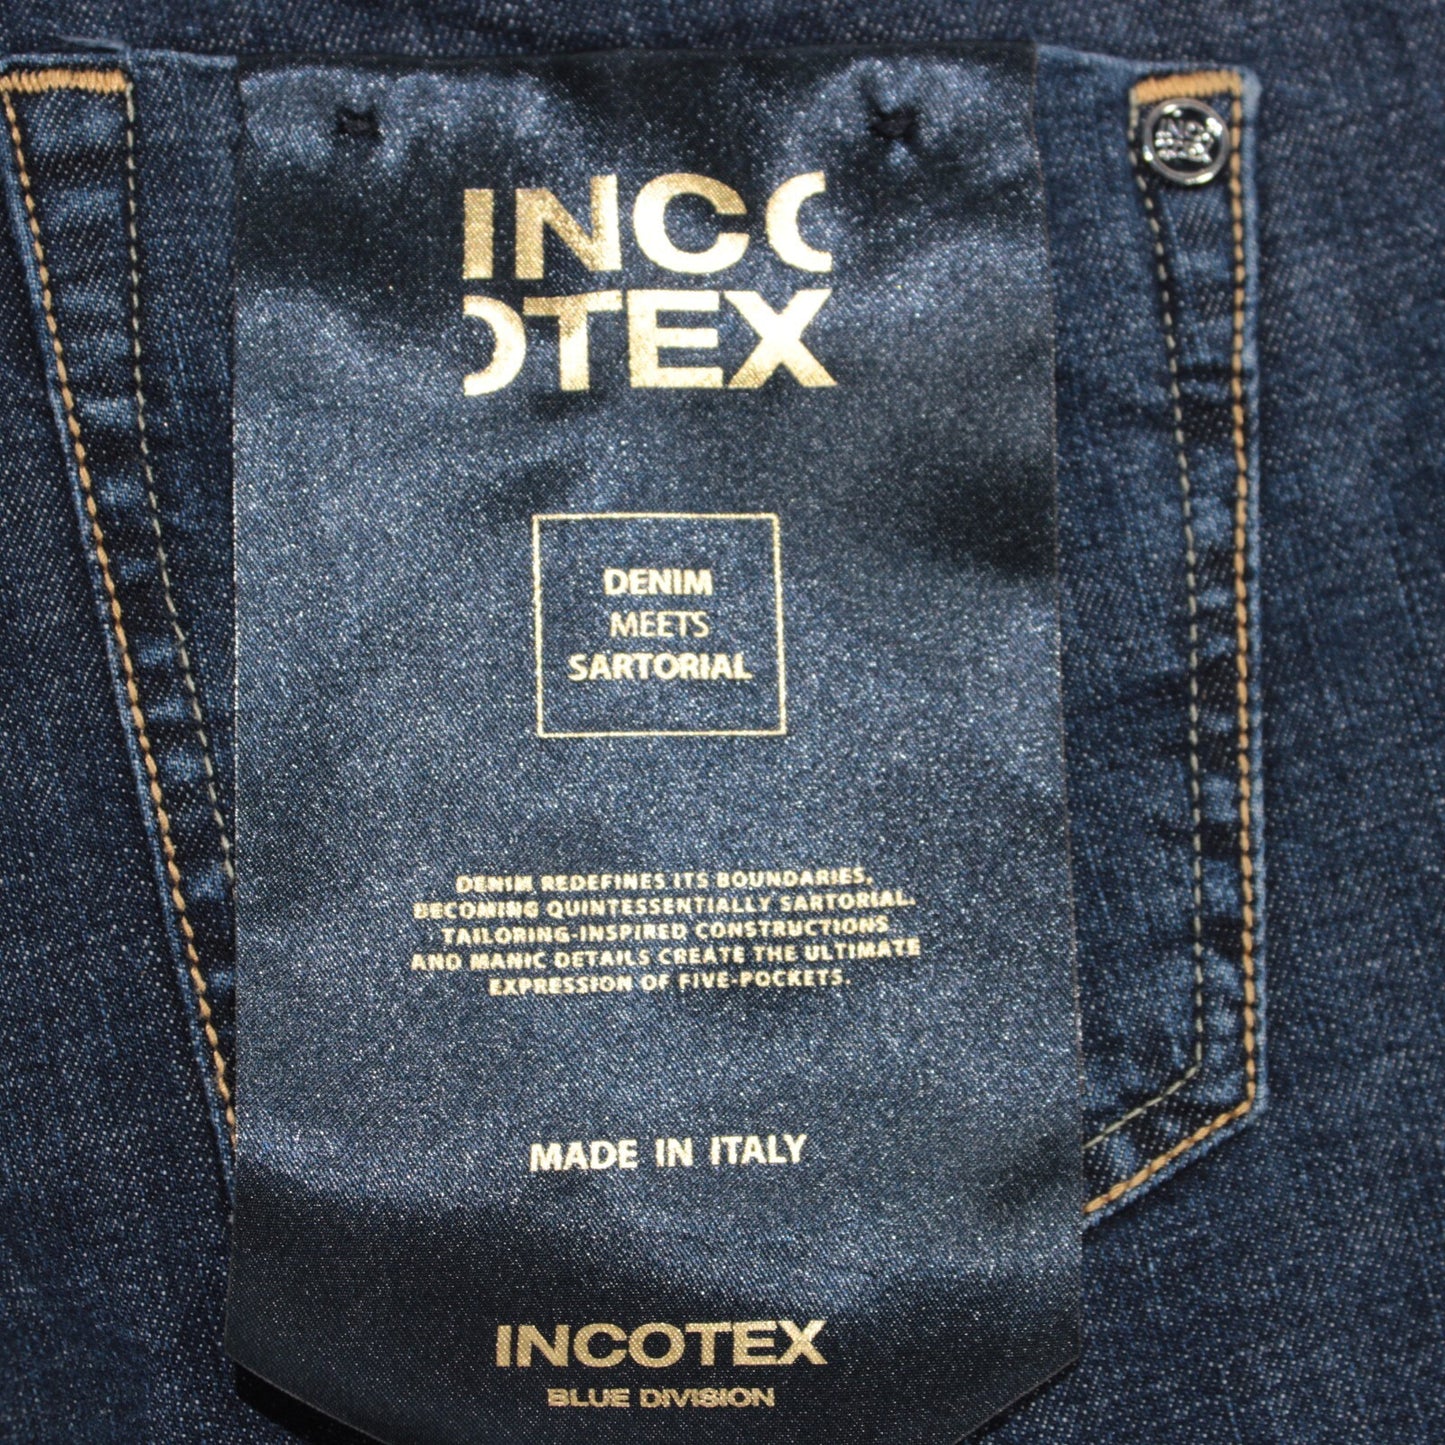 INCO
OTEX
DENIM
MEETS
SARTORIAL
DENIM REDEFINES ITS BOUNDARIES,
BECOMING QUINTESSENTIALLY SARTORIAL.
TAILORING-INSPIRED CONSTRUCTIONS
AND MANIC DETAILS CREATE THE ULTIMATE
EXPRESSION OF FIVE-POCKETS.
MADE IN ITALY
INCOTEX
BLUE DIVISION